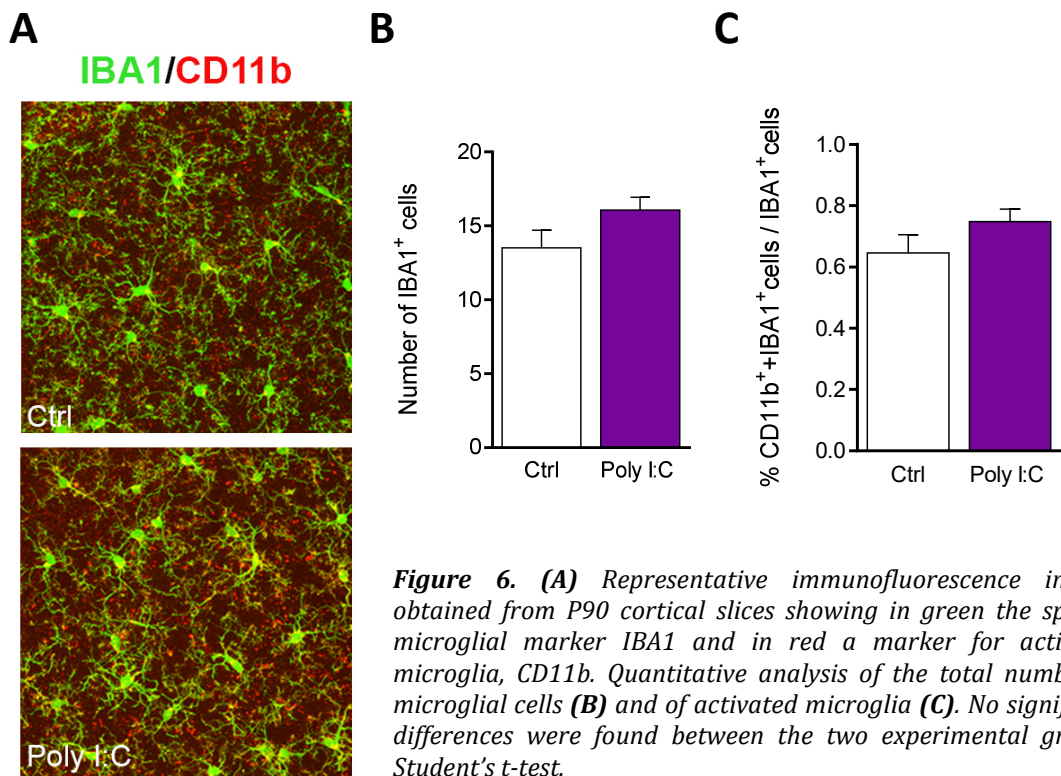 A
IBA1/CD11b
Ctrl
Poly I:C
B
Number of IBA1+ cells
20
15
10
5
0
Ctrl
Poly I:C
C
% CD11b+ +IBA1+cells / IBA1+cells
1.0
0.8
0.6
0.4
0.2
0.0
Ctrl
Poly I:C
Figure 6. (A) Representative immunofluorescence
obtained from P90 cortical slices showing in green the
microglial marker IBA1 and in red a marker for
microglia, CD11b. Quantitative analysis of the total
microglial cells (B) and of activated microglia (C). No
differences were found between the two experimental
Student's t-test.